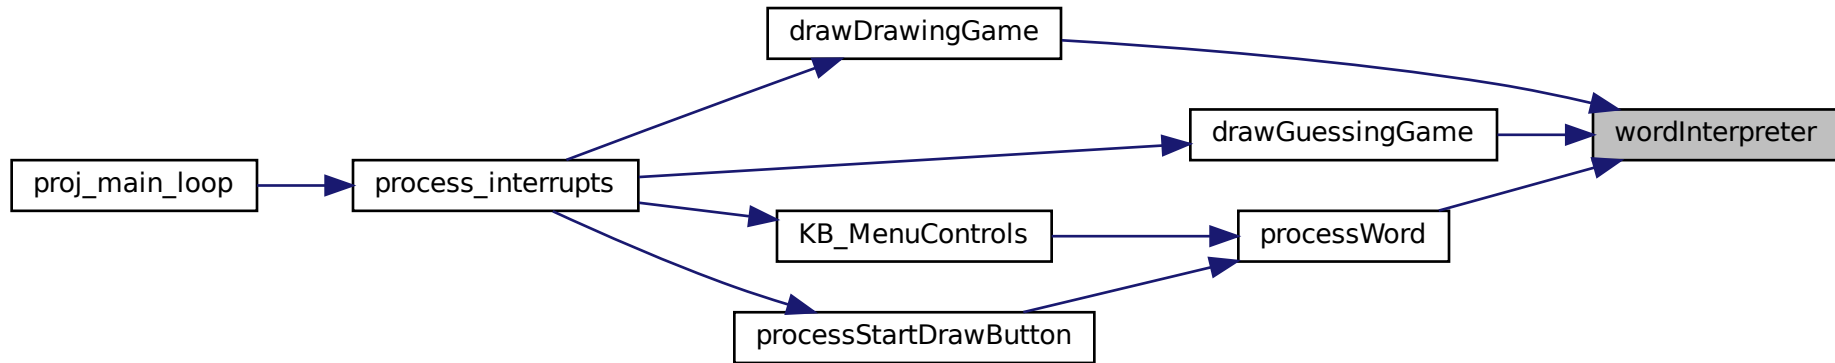 drawDrawingGame
drawGuessingGame
wordInterpreter
proj_main_loop
process_interrupts
KB_MenuControls
processWord
processStartDrawButton